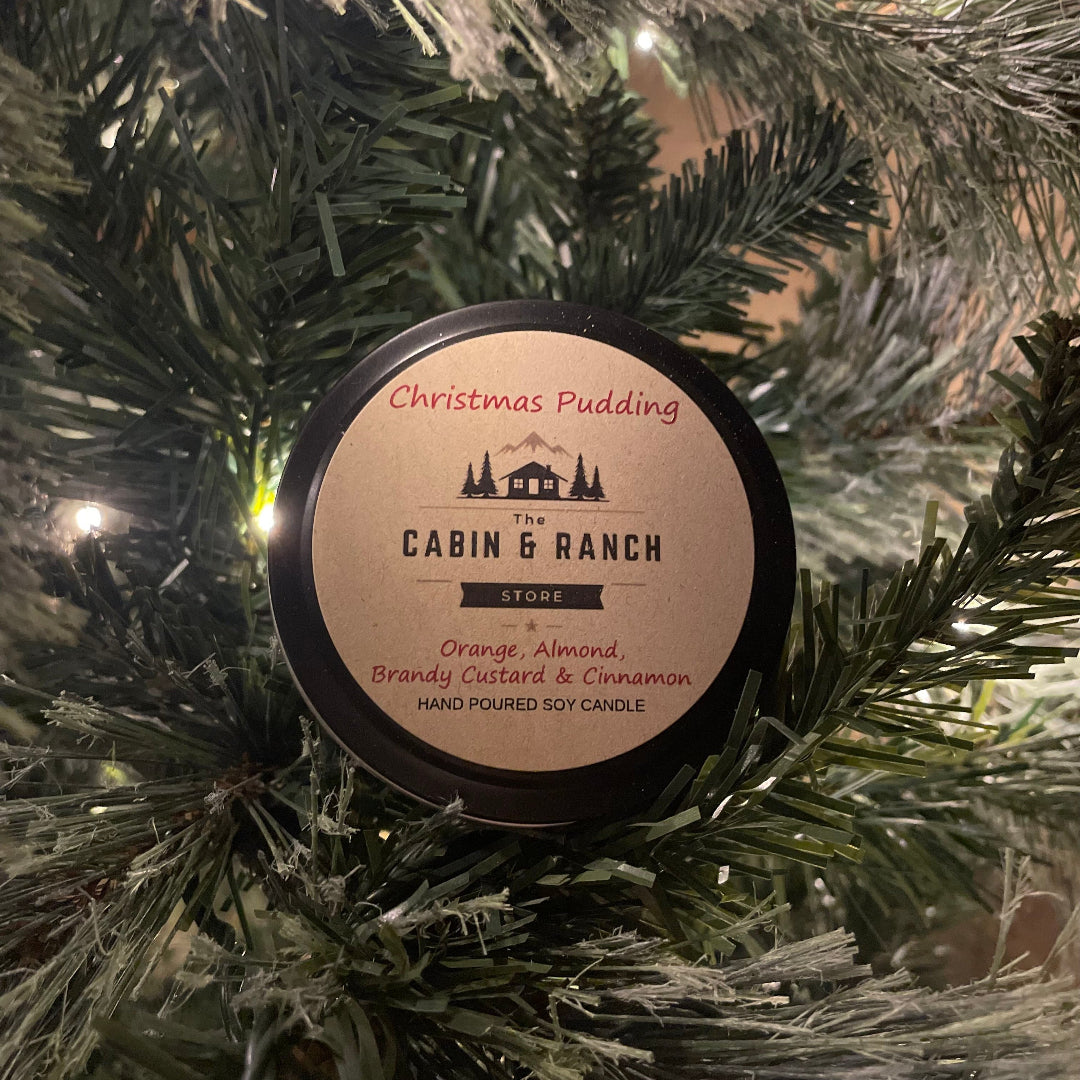 Christmas Pudding
The
CABIN & RANCH
STORE
Orange, Almond,
Brandy Custard & Cinnamon
HAND POURED SOY CANDLE